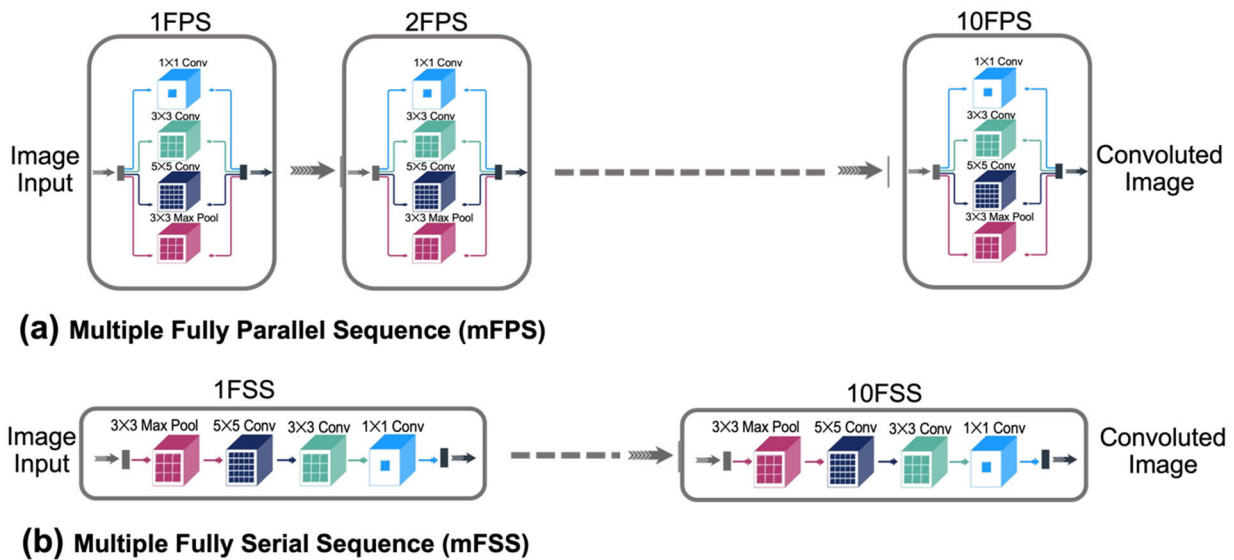 1FPS
2FPS
10FPS
1×1 Conv
3×3 Conv
5×5 Conv
3×3 Max Pool
1×1 Conv
3×3 Conv
5×5 Conv
3×3 Max Pool
1×1 Conv
3×3 Conv
5×5 Conv
3×3 Max Pool
Image
Input
Convoluted
Image
(a) Multiple Fully Parallel Sequence (mFPS)
1FSS
10FSS
3×3 Max Pool 5×5 Conv 3×3 Conv 1×1 Conv
3×3 Max Pool 5×5 Conv 3×3 Conv 1×1 Conv
Image
Input
Convoluted
Image
(b) Multiple Fully Serial Sequence (mFSS)